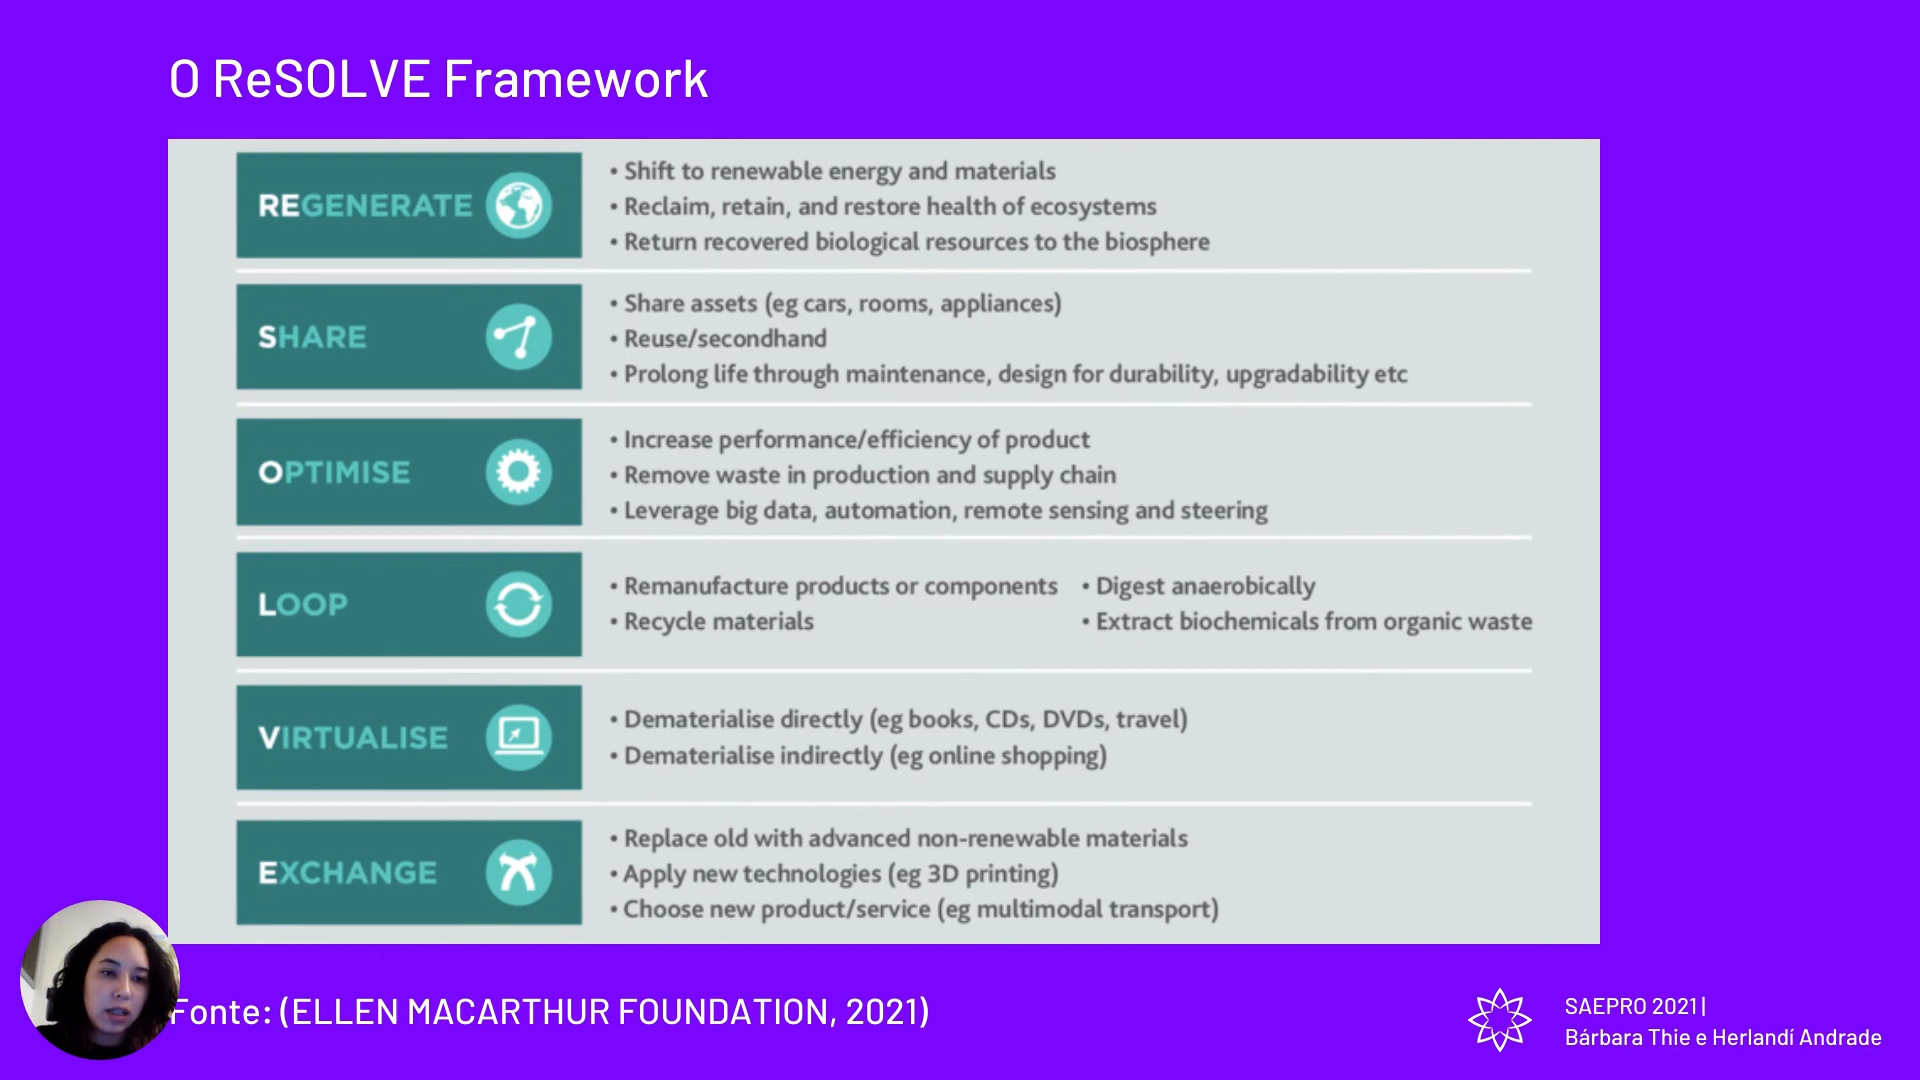 O ReSOLVE Framework
REGENERATE
• Shift to renewable energy and materials
• Reclaim, retain, and restore health of ecosystems
• Return recovered biological resources to the biosphere
SHARE
• Share assets (eg cars, rooms, appliances)
• Reuse/secondhand
• Prolong life through maintenance, design for durability, upgradability etc
OPTIMISE
• Increase performance/efficiency of product
• Remove waste in production and supply chain
• Leverage big data, automation, remote sensing and steering
LOOP
• Remanufacture products or components
• Recycle materials
• Digest anaerobically
• Extract biochemicals from organic waste
VIRTUALISE
• Dematerialise directly (eg books, CDs, DVDs, travel)
• Dematerialise indirectly (eg online shopping)
EXCHANGE
• Replace old with advanced non-renewable materials
• Apply new technologies (eg 3D printing)
• Choose new product/service (eg multimodal transport)
Fonte: (ELLEN MACARTHUR FOUNDATION, 2021)
SAEPRO 2021 |
Bárbara Thie e Herlandí Andrade